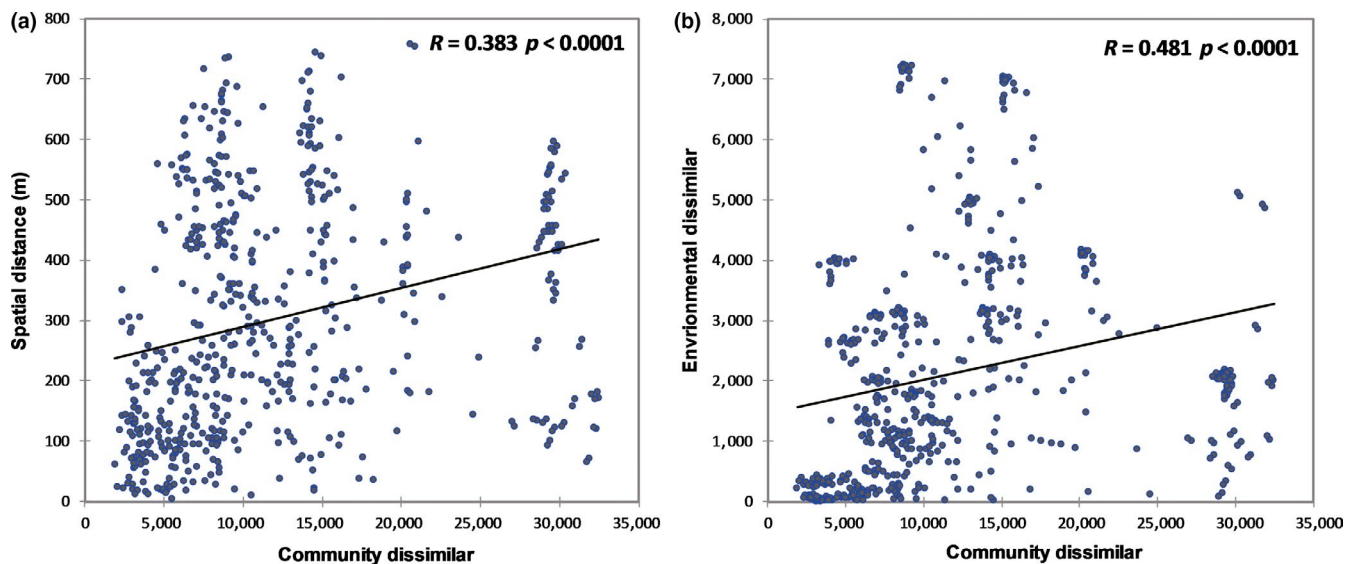 (a)
R = 0.383 p < 0.0001
800
700
600
500
400
300
200
100
0
Spatial distance (m)
0 5,000 10,000 15,000 20,000 25,000 30,000 35,000
Community dissimilar
(b)
R = 0.481 p < 0.0001
8,000
7,000
6,000
5,000
4,000
3,000
2,000
1,000
0
Envrionmental dissimilar
0 5,000 10,000 15,000 20,000 25,000 30,000 35,000
Community dissimilar